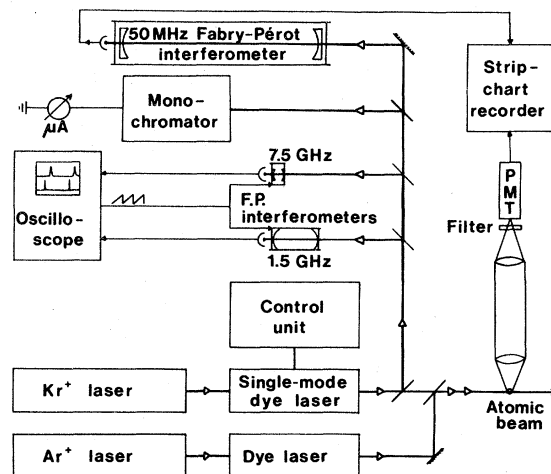 50 MHz Fabry-Pérot
interferometer
Strip-
chart
recorder
Mono-
chromator
μA
7.5 GHz
Oscillo-
scope
F.P.
interferometers
1.5 GHz
P
M
T
Filter
Control
unit
Kr+ laser
Single-mode
dye laser
Atomic
beam
Ar+ laser
Dye laser